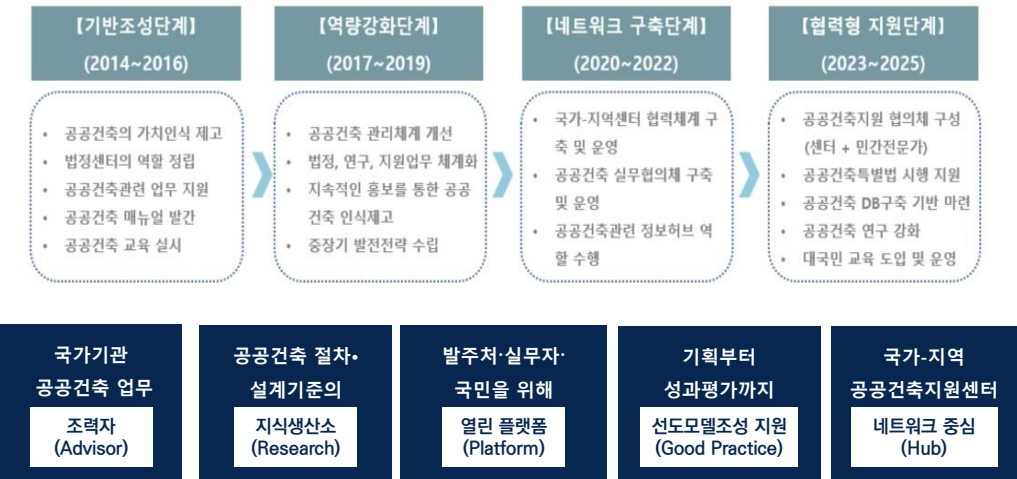 【기반조성단계】
(2014~2016)
• 공공건축의 가치인식 제고
• 법정센터의 역할 정립
• 공공건축관련 업무 지원
• 공공건축 매뉴얼 발간
• 공공건축 교육 실시
【역량강화단계】
(2017~2019)
• 공공건축 관리체계 개선
• 법정, 연구, 지원업무 체계화
• 지속적인 홍보를 통한 공공
건축 인식제고
• 중장기 발전전략 수립
【네트워크 구축단계】
(2020~2022)
• 국가-지역센터 협력체계 구
축 및 운영
• 공공건축 실무협의체 구축
및 운영
• 공공건축관련 정보허브 역
할 수행
【협력형 지원단계】
(2023~2025)
• 공공건축지원 협의체 구성
(센터 + 민간전문가)
• 공공건축특별법 시행 지원
• 공공건축 DB구축 기반 마련
• 공공건축 연구 강화
• 대국민 교육 도입 및 운영
국가기관
공공건축 업무
조력자
(Advisor)
공공건축 절차•
설계기준의
지식생산소
(Research)
발주처·실무자·
국민을 위해
열린 플랫폼
(Platform)
기획부터
성과평가까지
선도모델조성 지원
(Good Practice)
국가-지역
공공건축지원센터
네트워크 중심
(Hub)